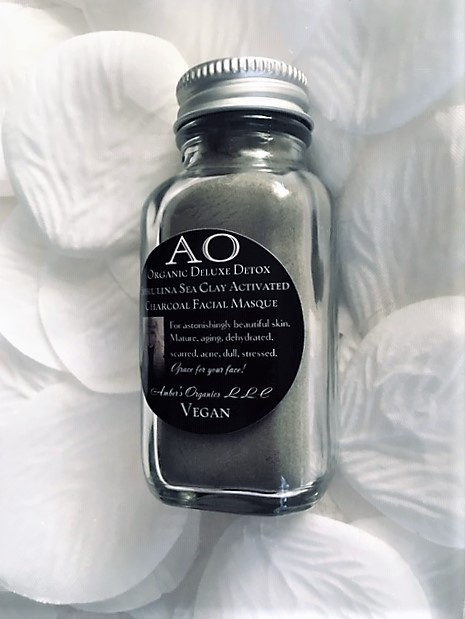 AO
Organic Deluxe Detox
Spirulina Sea Clay Activated
Charcoal Facial Masque
For astonishingly beautiful skin.
Mature, aging, dehydrated,
scarred, acne, dull, stressed.
Grace for your face!
Amber's Organics LLC
Vegan